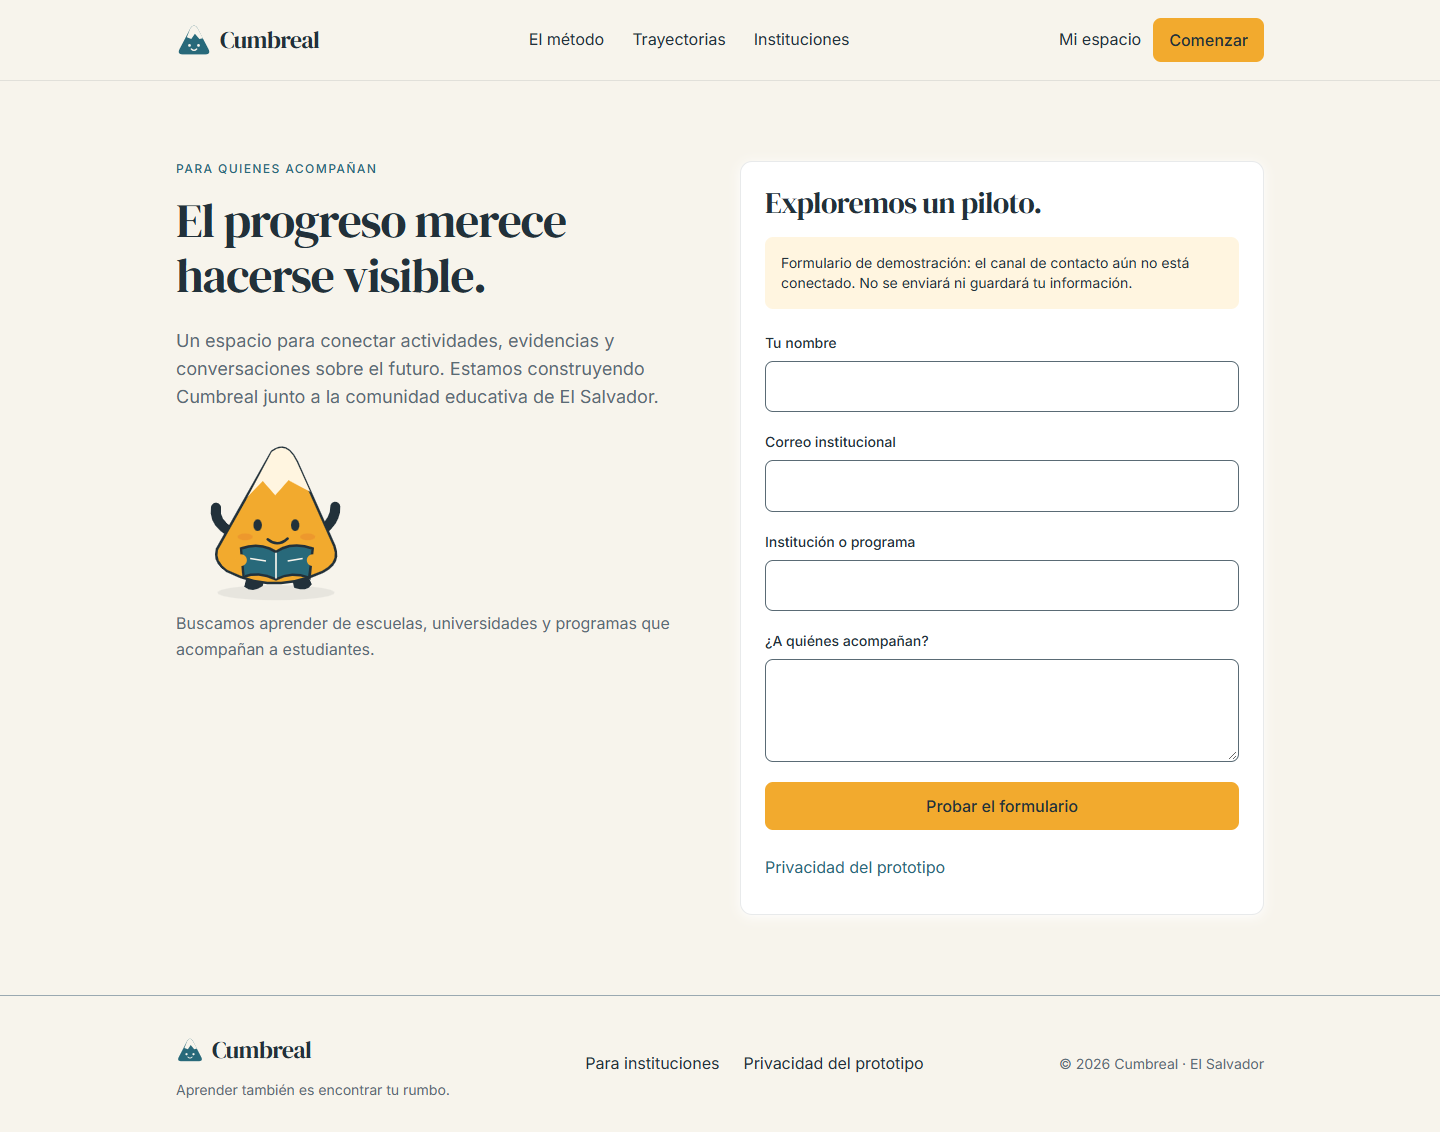 Cumbreal
El método
Trayectorias
Instituciones
Mi espacio
Comenzar
PARA QUIENES ACOMPAÑAN
El progreso merece
hacerse visible.
Un espacio para conectar actividades, evidencias y
conversaciones sobre el futuro. Estamos construyendo
Cumbreal junto a la comunidad educativa de El Salvador.
Buscamos aprender de escuelas, universidades y programas que
acompañan a estudiantes.
Exploremos un piloto.
Formulario de demostración: el canal de contacto aún no está
conectado. No se enviará ni guardará tu información.
Tu nombre
Correo institucional
Institución o programa
¿A quiénes acompañan?
Probar el formulario
Privacidad del prototipo
Cumbreal
Aprender también es encontrar tu rumbo.
Para instituciones
Privacidad del prototipo
© 2026 Cumbreal · El Salvador